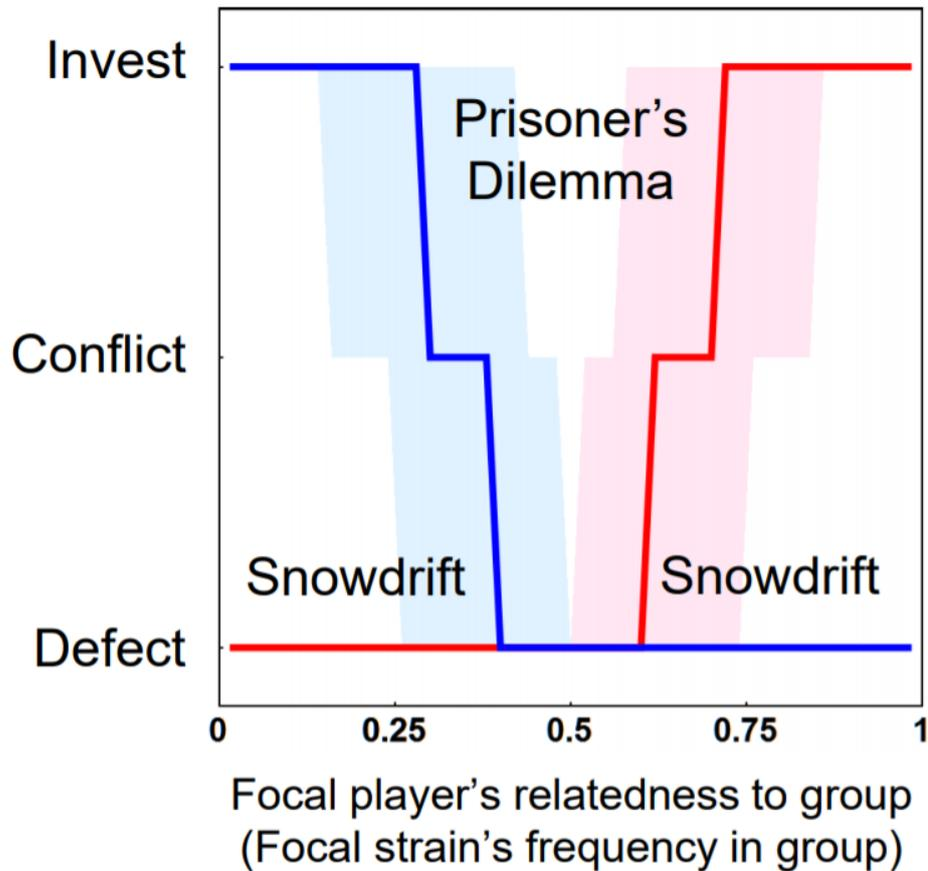 Invest
Prisoner's
Dilemma
Conflict
Snowdrift
Snowdrift
Defect
0
0.25
0.5
0.75
1
Focal player's relatedness to group
(Focal strain's frequency in group)